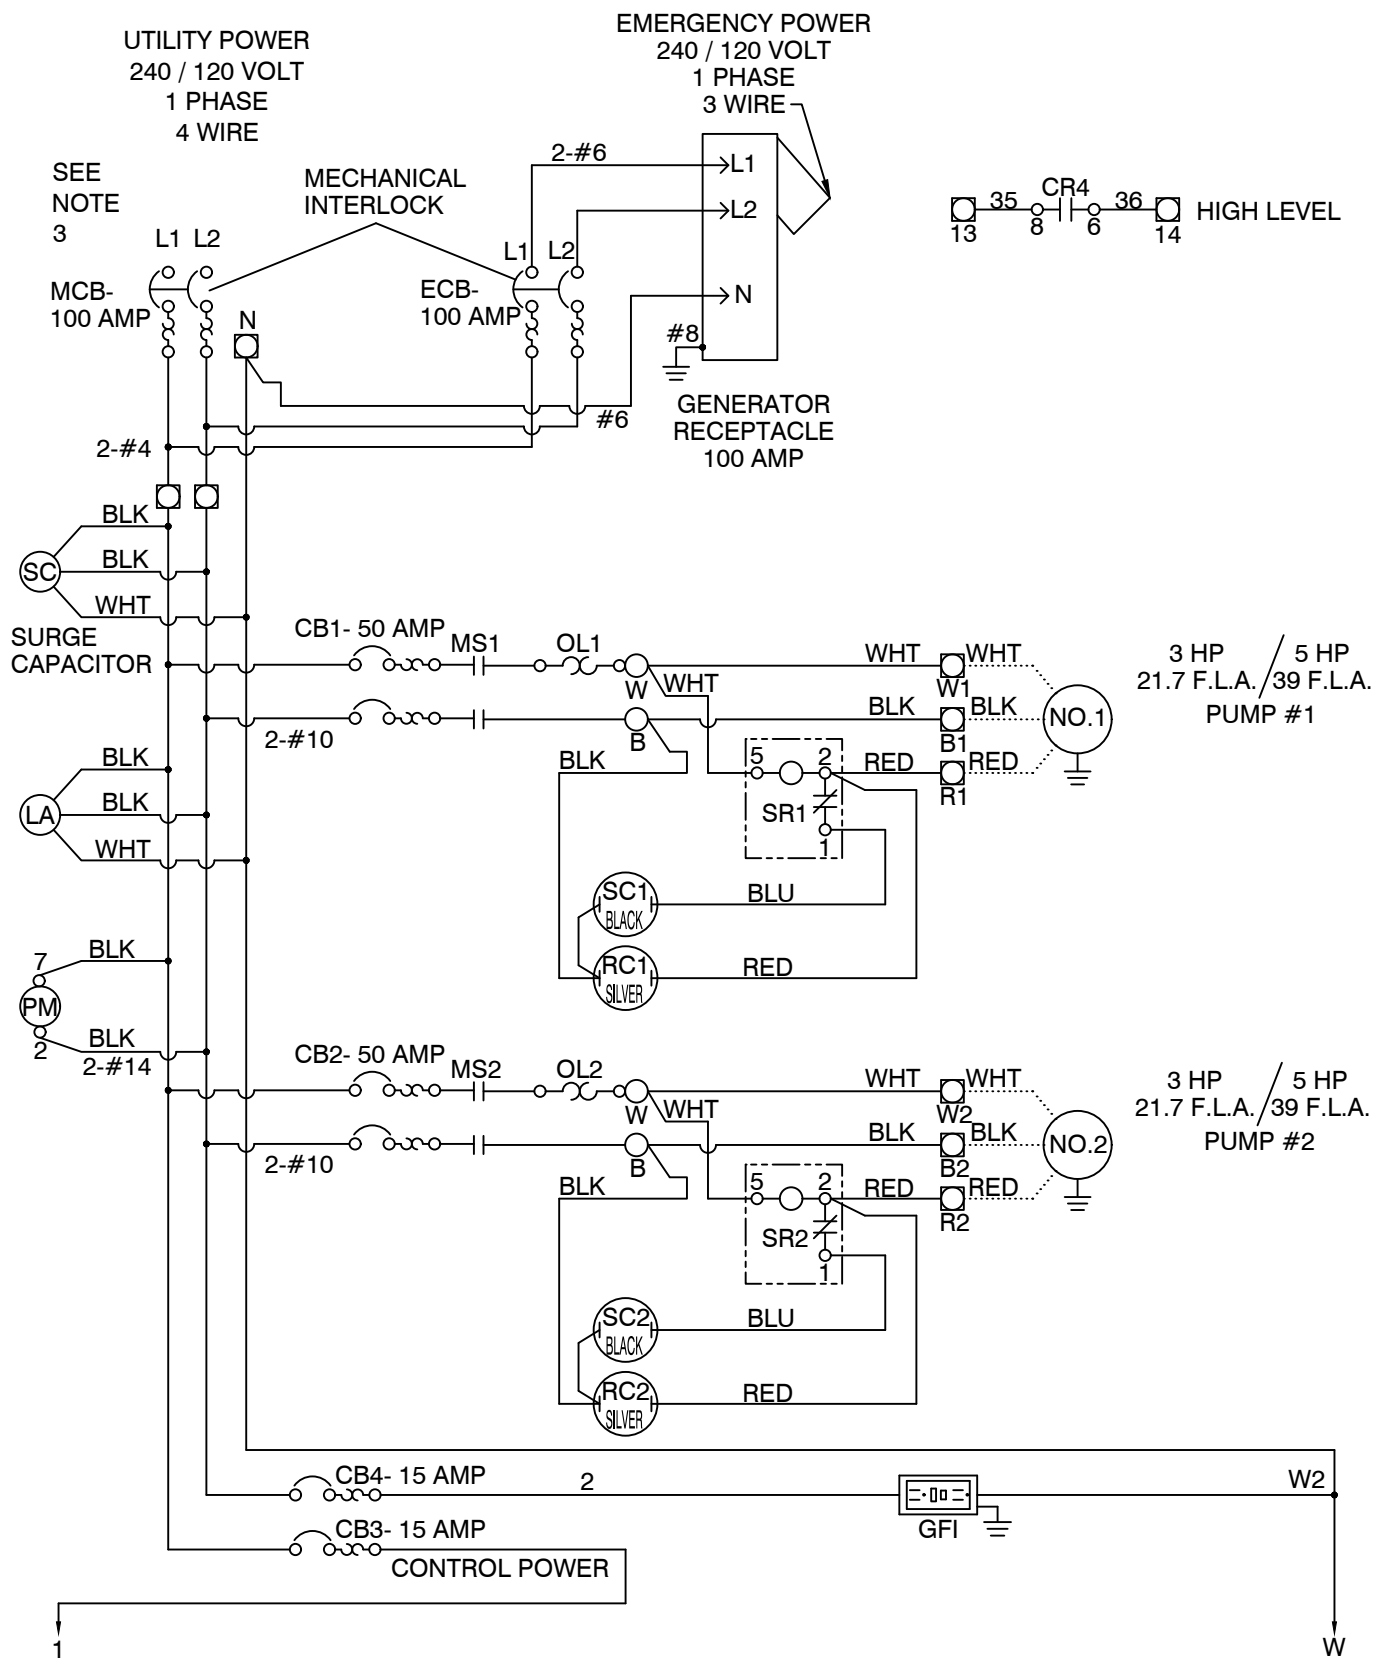 UTILITY POWER
240 / 120 VOLT
1 PHASE
4 WIRE
EMERGENCY POWER
240 / 120 VOLT
1 PHASE
3 WIRE
SEE
NOTE
3
MECHANICAL
INTERLOCK
2-#6
L1
L2
N
L1 L2
L1 L2
MCB-
100 AMP
N
ECB-
100 AMP
#8
#6
GENERATOR
RECEPTACLE
100 AMP
35 CR4 36
13 8 6 14
HIGH LEVEL
2-#4
BLK
SC BLK
WHT
SURGE
CAPACITOR
CB1- 50 AMP MS1 OL1
W WHT
WHT W1 WHT
3 HP / 5 HP
21.7 F.L.A. / 39 F.L.A.
PUMP #1
2-#10
B
BLK B1 BLK
NO.1
BLK
5 2
SR1
1
RED R1 RED
BLK
LA BLK
WHT
SC1
BLACK
BLU
RC1
SILVER
RED
7 BLK
PM
2 BLK
2-#14
CB2- 50 AMP MS2 OL2
W WHT
WHT W2 WHT
3 HP / 5 HP
21.7 F.L.A. / 39 F.L.A.
PUMP #2
2-#10
B
BLK B2 BLK
NO.2
BLK
5 2
SR2
1
RED R2 RED
SC2
BLACK
BLU
RC2
SILVER
RED
CB4- 15 AMP 2
GFI
W2
CB3- 15 AMP
CONTROL POWER
1
W